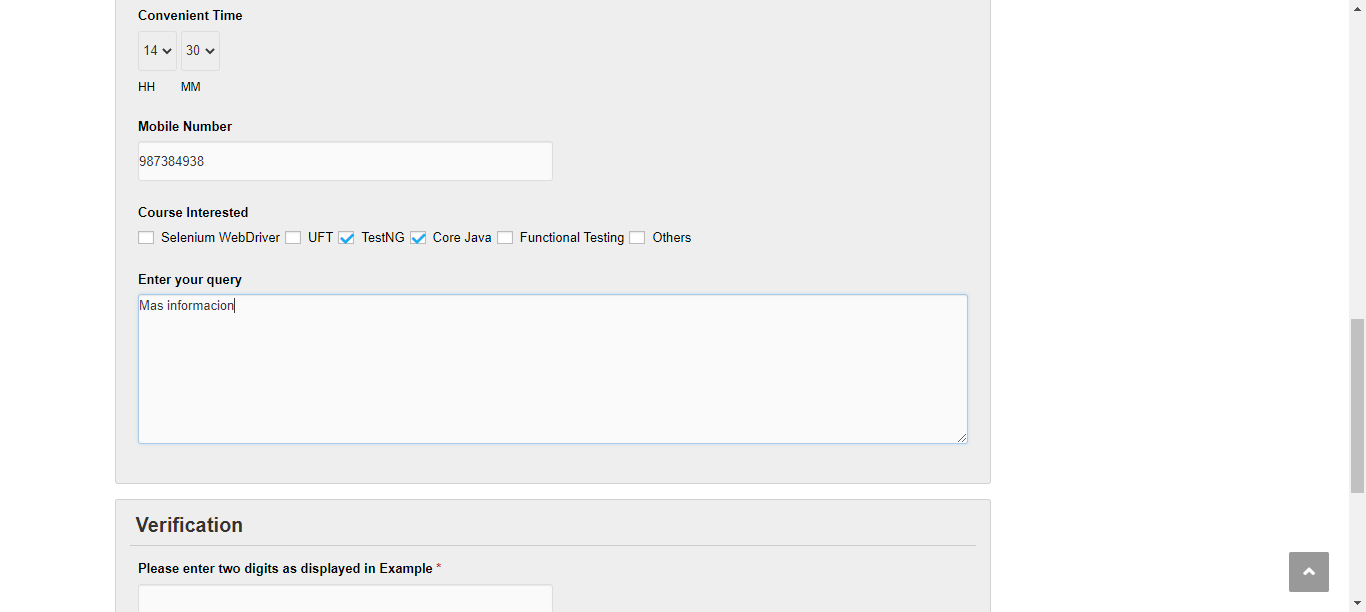 Convenient Time
14 30
HH MM
Mobile Number
987384938
Course Interested
Selenium WebDriver UFT TestNG Core Java Functional Testing Others
Enter your query
Mas informacion
Verification
Please enter two digits as displayed in Example *